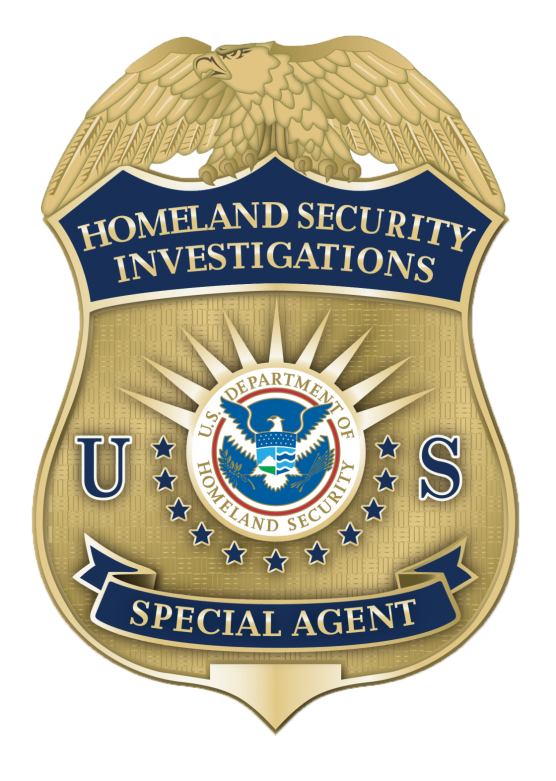 HOMELAND SECURITY
INVESTIGATIONS
U.S. DEPARTMENT OF
HOMELAND SECURITY
U S
SPECIAL AGENT